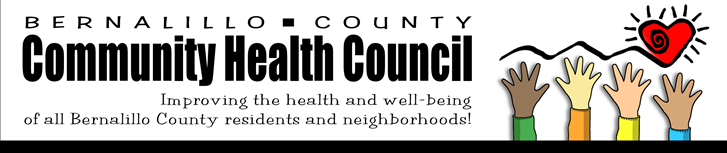 BERNALILLO ▪ COUNTY
Community Health Council
Improving the health and well-being
of all Bernalillo County residents and neighborhoods!